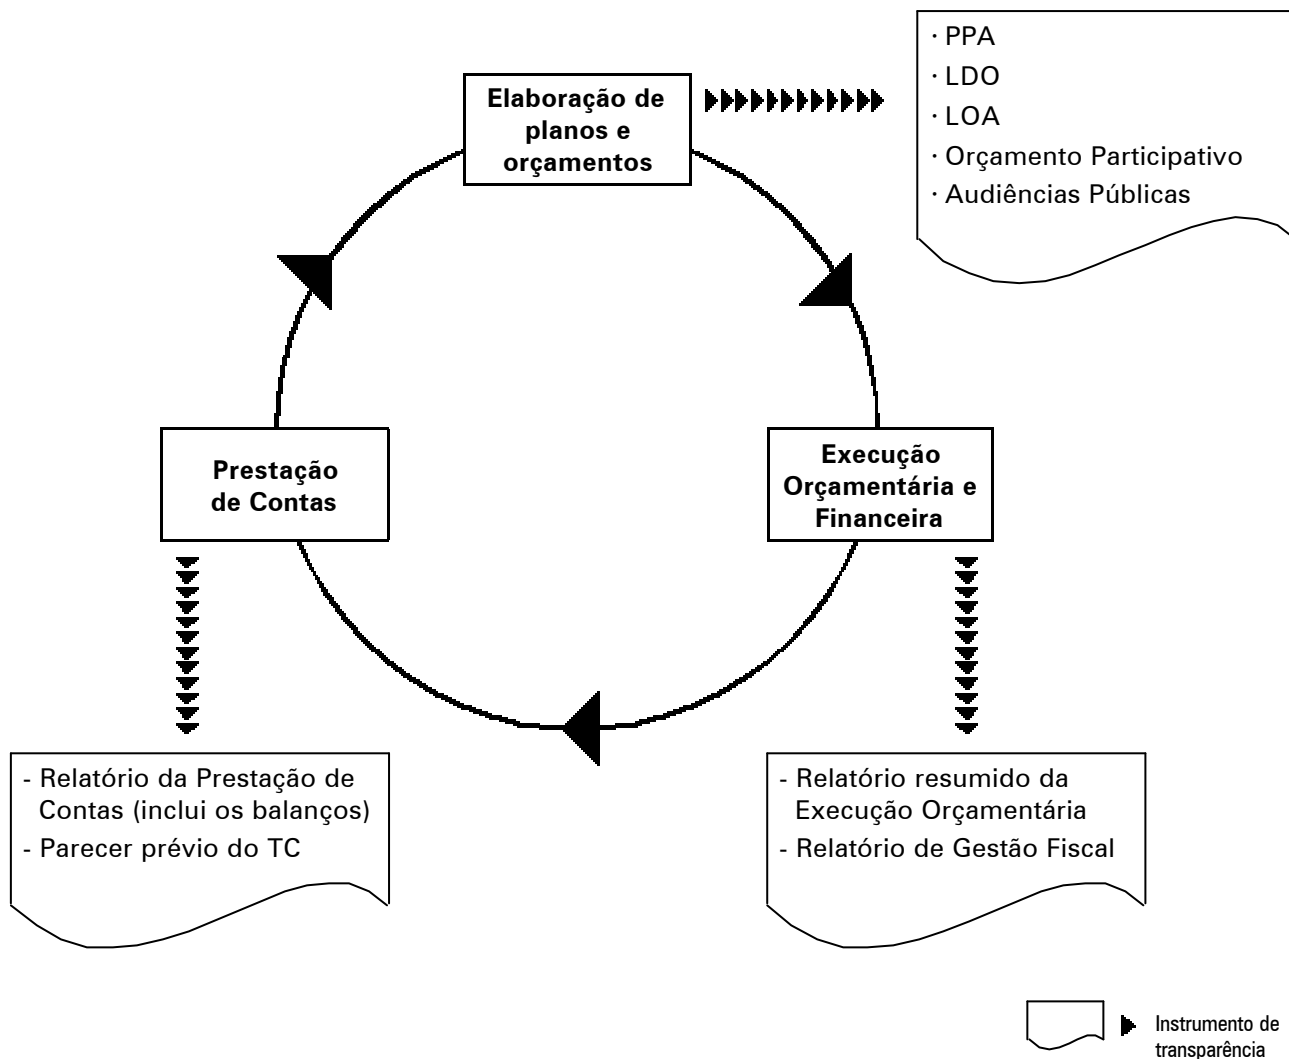 · PPA
· LDO
· LOA
· Orçamento Participativo
· Audiências Públicas
Elaboração de
planos e
orçamentos
Prestação
de Contas
Execução
Orçamentária e
Financeira
- Relatório da Prestação de
Contas (inclui os balanços)
- Parecer prévio do TC
- Relatório resumido da
Execução Orçamentária
- Relatório de Gestão Fiscal
Instrumento de
transparência